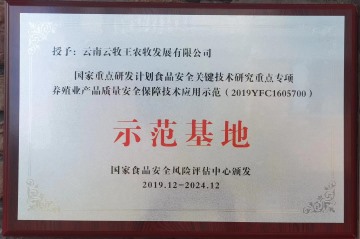 授予：云南云牧王农牧发展有限公司
国家重点研发计划食品安全关键技术研究重点专项
养殖业产品质量安全保障技术应用示范（2019YFC1605700）
示范基地
国家食品安全风险评估中心颁发
2019.12-2024.12